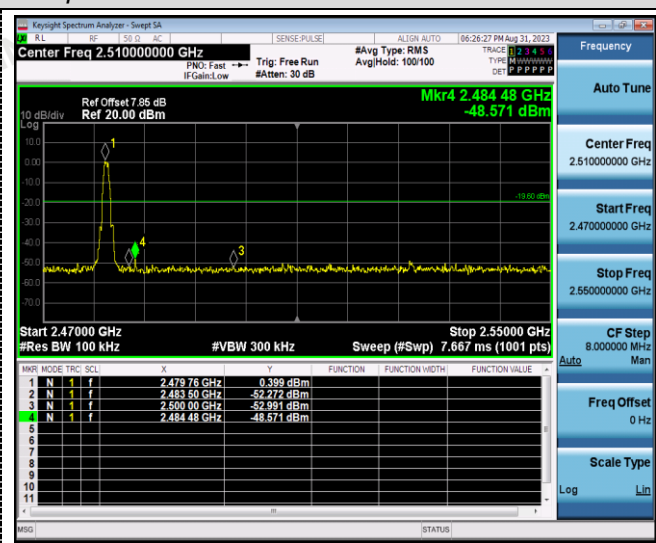 Keysight Spectrum Analyzer - Swept SA
RL RF 50 Ω AC SENSE:PULSE ALIGN AUTO 06:26:27 PM Aug 31, 2023
Center Freq 2.510000000 GHz
PNO: Fast
IFGain:Low
Trig: Free Run
#Atten: 30 dB
#Avg Type: RMS
Avg|Hold: 100/100
TRACE 1 2 3 4 5 6
TYPE M W W W W W
DET P P P P P P
Ref Offset 7.85 dB
Ref 20.00 dBm
10 dB/div
Log
Mkr4 2.484 48 GHz
-48.571 dBm
10.0
0.00
-10.0
-20.0
-30.0
-40.0
-50.0
-60.0
-70.0
1
4
3
-19.60 dBm
Start 2.47000 GHz Stop 2.55000 GHz
#Res BW 100 kHz #VBW 300 kHz Sweep (#Swp) 7.667 ms (1001 pts)
MKR MODE TRC SCL X Y FUNCTION FUNCTION WIDTH FUNCTION VALUE
1 N 1 f 2.479 76 GHz 0.399 dBm
2 N 1 f 2.483 50 GHz -52.272 dBm
3 N 1 f 2.500 00 GHz -52.991 dBm
4 N 1 f 2.484 48 GHz -48.571 dBm
5
6
7
8
9
10
11
MSG STATUS
Frequency
Auto Tune
Center Freq
2.510000000 GHz
Start Freq
2.470000000 GHz
Stop Freq
2.550000000 GHz
CF Step
8.000000 MHz
Auto Man
Freq Offset
0 Hz
Scale Type
Log Lin